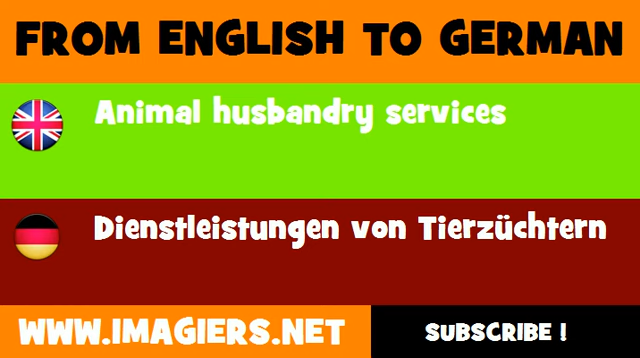 FROM ENGLISH TO GERMAN
Animal husbandry services
Dienstleistungen von Tierzüchtern
WWW.IMAGIERS.NET
SUBSCRIBE !